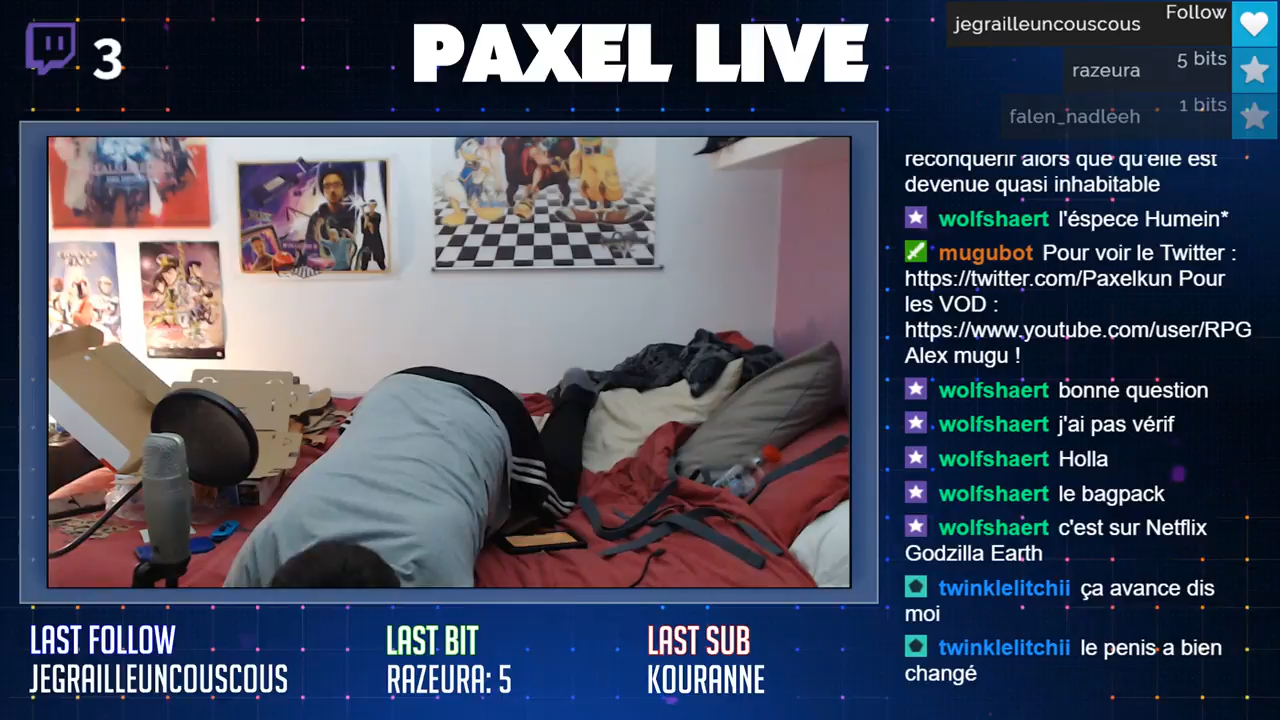 3
PAXEL LIVE
jegrailleuncouscous Follow
razeura 5 bits
falen_nadleeh 1 bits
reconquérir alors que qu'elle est
devenue quasi inhabitable
wolfshaert l'éspece Humein*
mugubot Pour voir le Twitter :
https://twitter.com/Paxelkun Pour
les VOD :
https://www.youtube.com/user/RPG
Alex mugu !
wolfshaert bonne question
wolfshaert j'ai pas vérif
wolfshaert Holla
wolfshaert le bagpack
wolfshaert c'est sur Netflix
Godzilla Earth
twinklelitchii ça avance dis
moi
twinklelitchii le penis a bien
changé
LAST FOLLOW
JEGRAILLEUNCOUSCOUS
LAST BIT
RAZEURA: 5
LAST SUB
KOURANNE